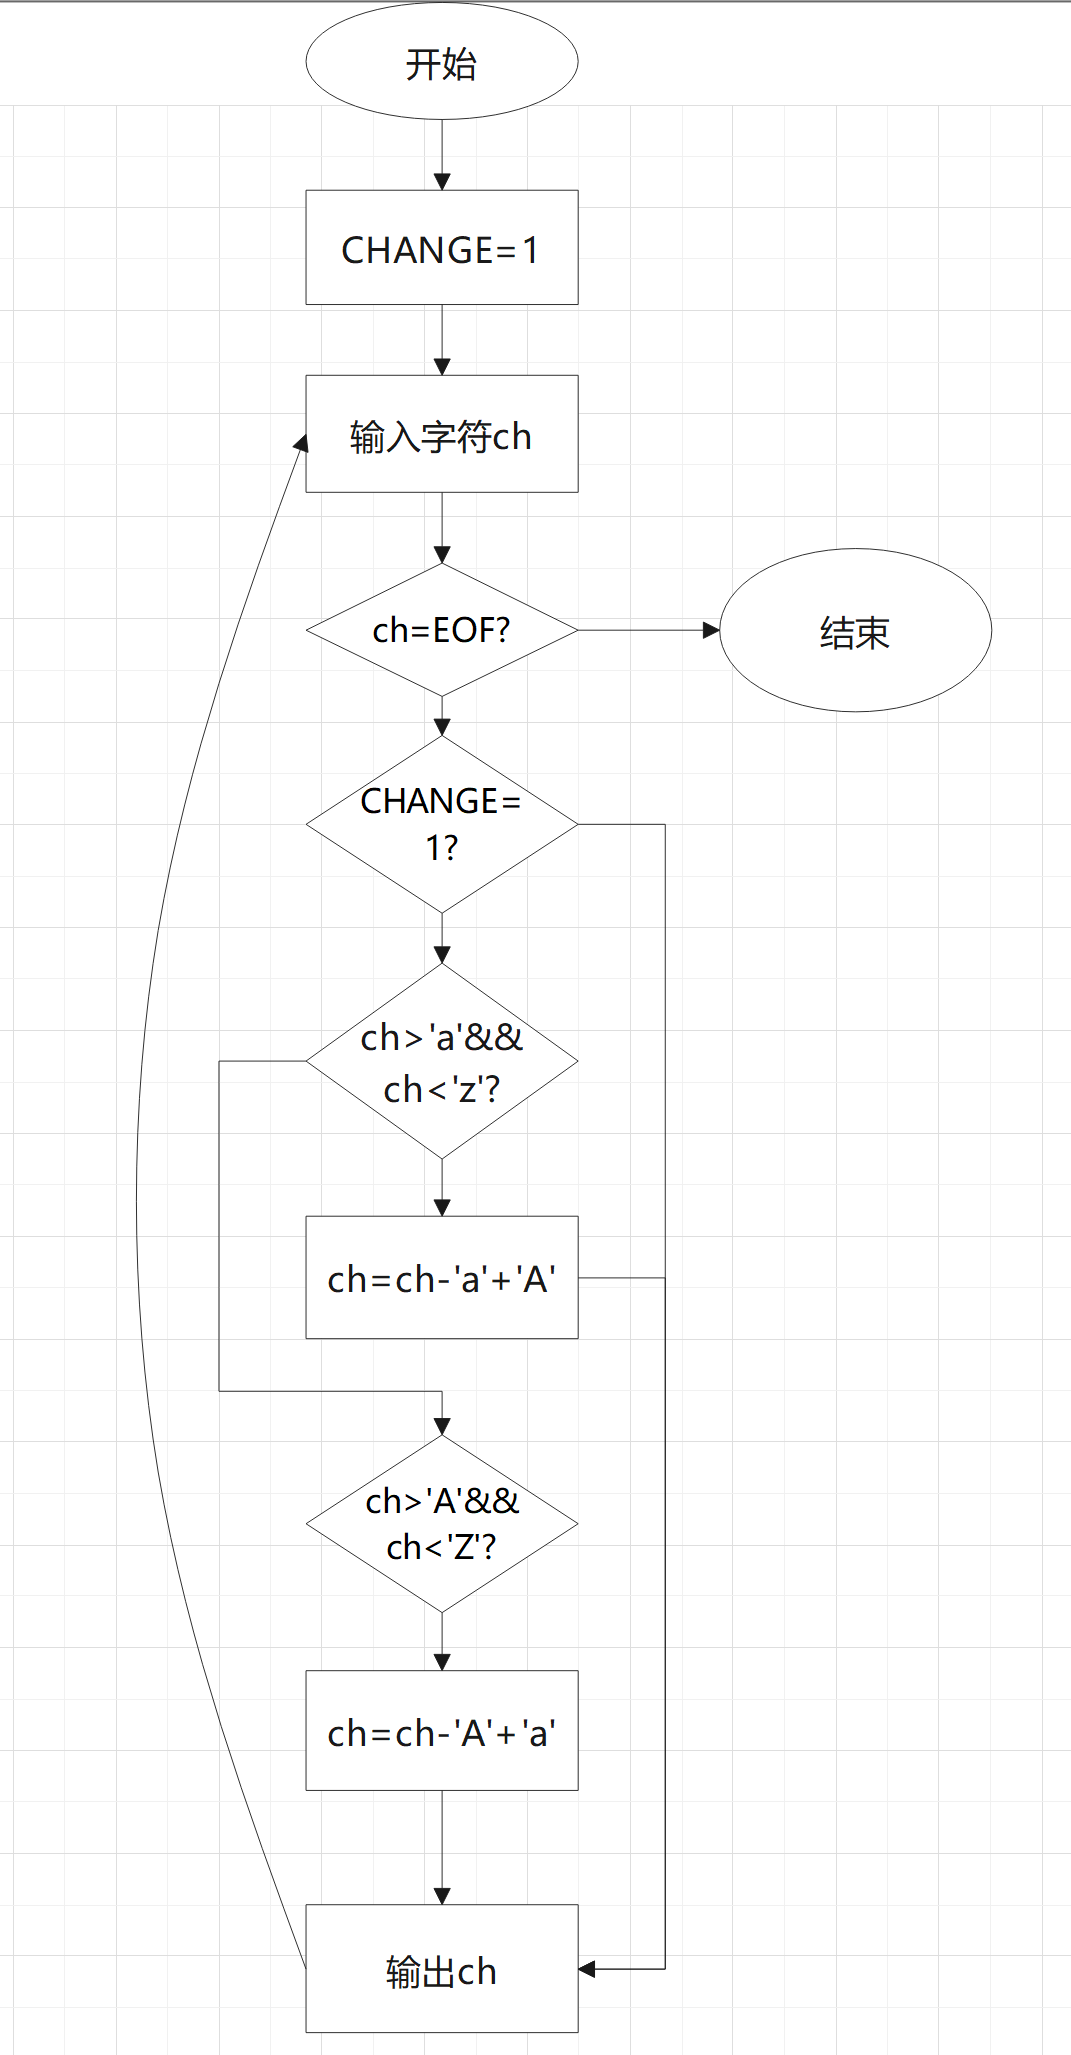 开始
CHANGE=1
输入字符ch
ch=EOF?
结束
CHANGE=
1?
ch>'a'&&
ch<'z'?
ch=ch-'a'+'A'
ch>'A'&&
ch<'Z'?
ch=ch-'A'+'a'
输出ch